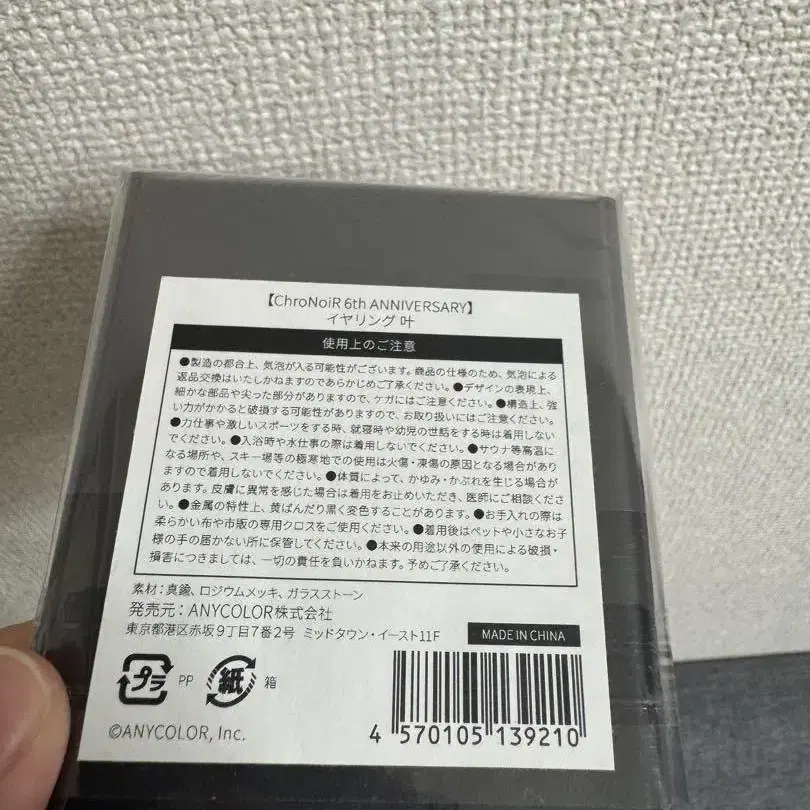 【ChroNoiR 6th ANNIVERSARY】
イヤリング 叶
使用上のご注意
●製造の都合上、気泡が入る可能性がございます。商品の仕様のため、気泡による
返品交換はいたしかねますのであらかじめご了承ください。●デザインの表現上、
細かな部品や尖った部分がありますので、ケガにはご注意ください。●構造上、強
い力がかかると破損する可能性がありますので、お取り扱いにはご注意ください。
●力仕事や激しいスポーツをする時、就寝時や幼児の世話をする時は着用しない
でください。●入浴時や水仕事の際は着用しないでください。●サウナ等高温に
なる場所や、スキー場等の極寒地での使用は火傷・凍傷の原因となる場合があり
ますので着用しないでください。●体質によって、かゆみ・かぶれを生じる場合が
あります。皮膚に異常を感じた場合は着用をお止めいただき、医師にご相談くださ
い。●金属の特性上、黄ばんだり黒く変色することがあります。●お手入れの際は
柔らかい布や市販の専用クロスをご使用ください。●着用後はペットや小さなお子
様の手の届かない所に保管してください。●本来の用途以外の使用による破損・
損害につきましては、一切の責任を負いかねます。予めご了承ください。
素材：真鍮、ロジウムメッキ、ガラスストーン
発売元：ANYCOLOR株式会社
東京都港区赤坂9丁目7番2号 ミッドタウン・イースト11F
MADE IN CHINA
プラ PP 紙 箱
©ANYCOLOR, Inc.
4 570105 139210